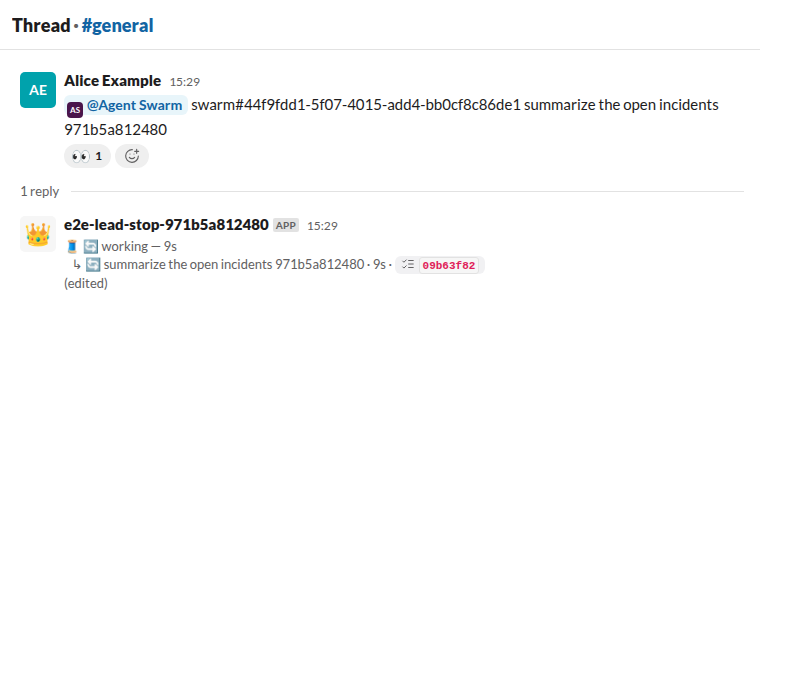 Thread • #general
AE
Alice Example 15:29
AS @Agent Swarm swarm#44f9fdd1-5f07-4015-add4-bb0cf8c86de1 summarize the open incidents
971b5a812480
👀 1
1 reply
e2e-lead-stop-971b5a812480 APP 15:29
🧵 🔄 working — 9s
↳ 🔄 summarize the open incidents 971b5a812480 · 9s · 09b63f82
(edited)